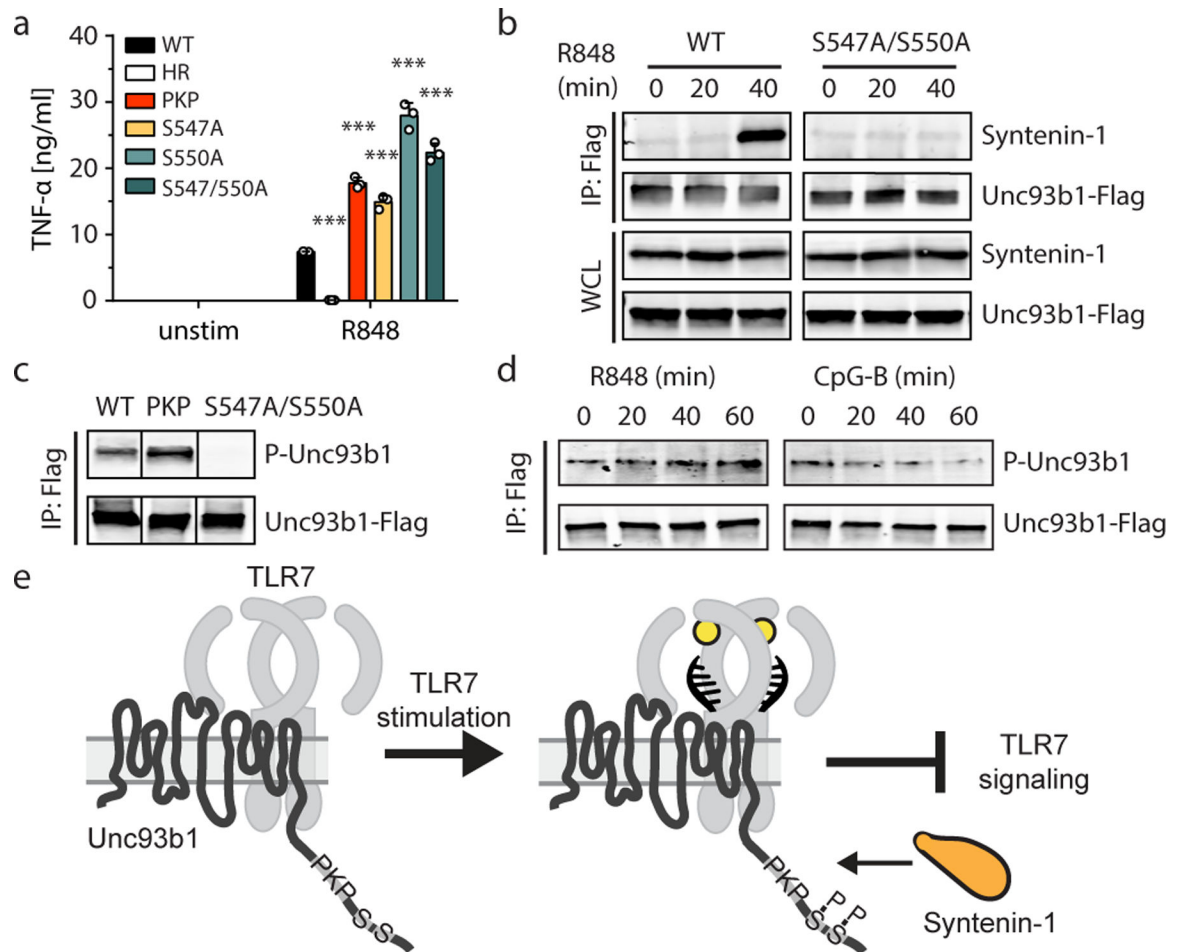 a
TNF-α [ng/ml]
40
30
20
10
0
WT
HR
PKP
S547A
S550A
S547/550A
***
***
***
***
***
unstim
R848
b
R848
(min)
WT
S547A/S550A
0 20 40
0 20 40
IP: Flag
Syntenin-1
Unc93b1-Flag
WCL
Syntenin-1
Unc93b1-Flag
c
WT PKP S547A/S550A
IP: Flag
P-Unc93b1
Unc93b1-Flag
d
R848 (min)
CpG-B (min)
0 20 40 60
0 20 40 60
IP: Flag
P-Unc93b1
Unc93b1-Flag
e
TLR7
Unc93b1
PKP S S
TLR7
stimulation
PKP S S
P P
TLR7
signaling
Syntenin-1